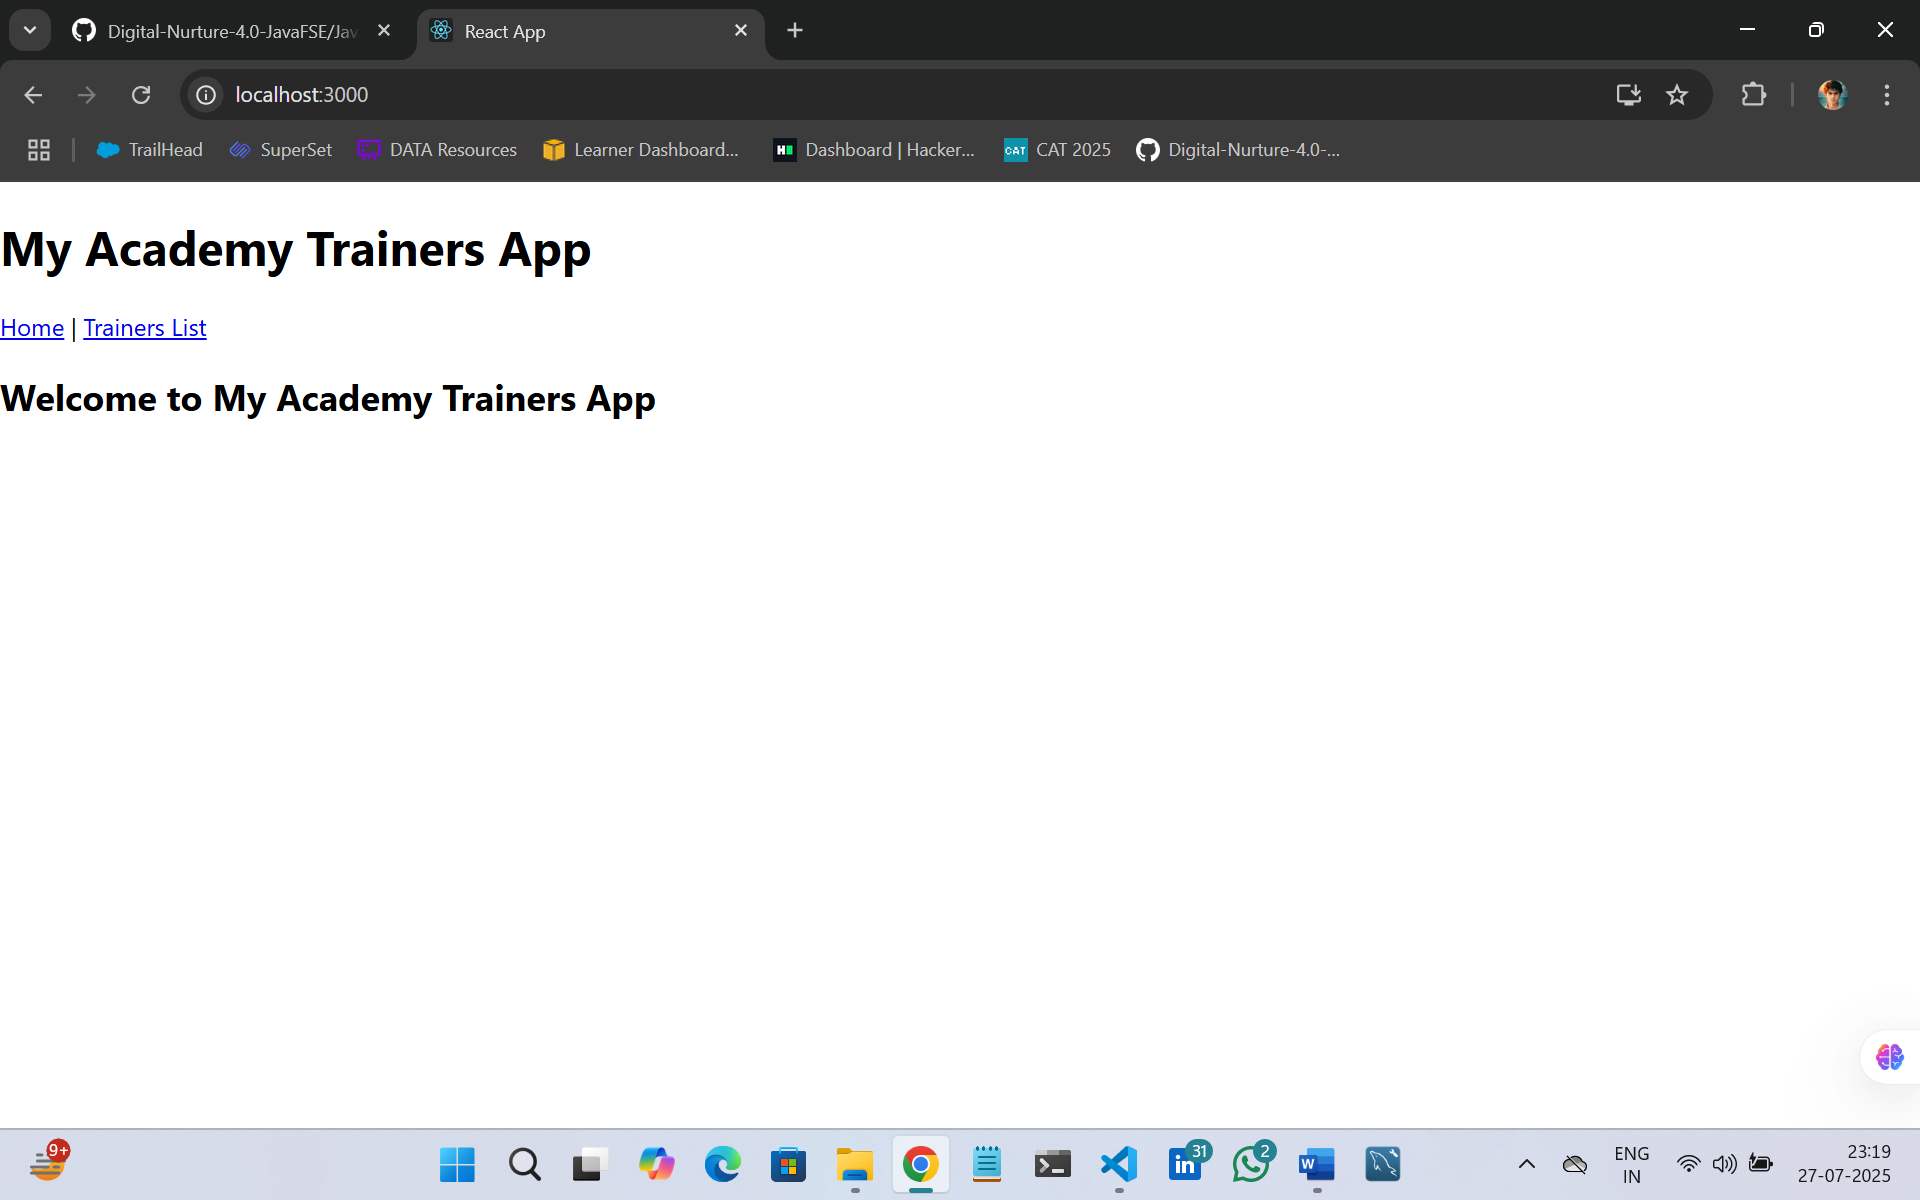 Digital-Nurture-4.0-JavaFSE/Jav
React App
localhost:3000
TrailHead
SuperSet
DATA Resources
Learner Dashboard...
Dashboard | Hacker...
CAT
CAT 2025
Digital-Nurture-4.0-...
My Academy Trainers App
Home | Trainers List
Welcome to My Academy Trainers App
9+
31
2
ENG
IN
23:19
27-07-2025